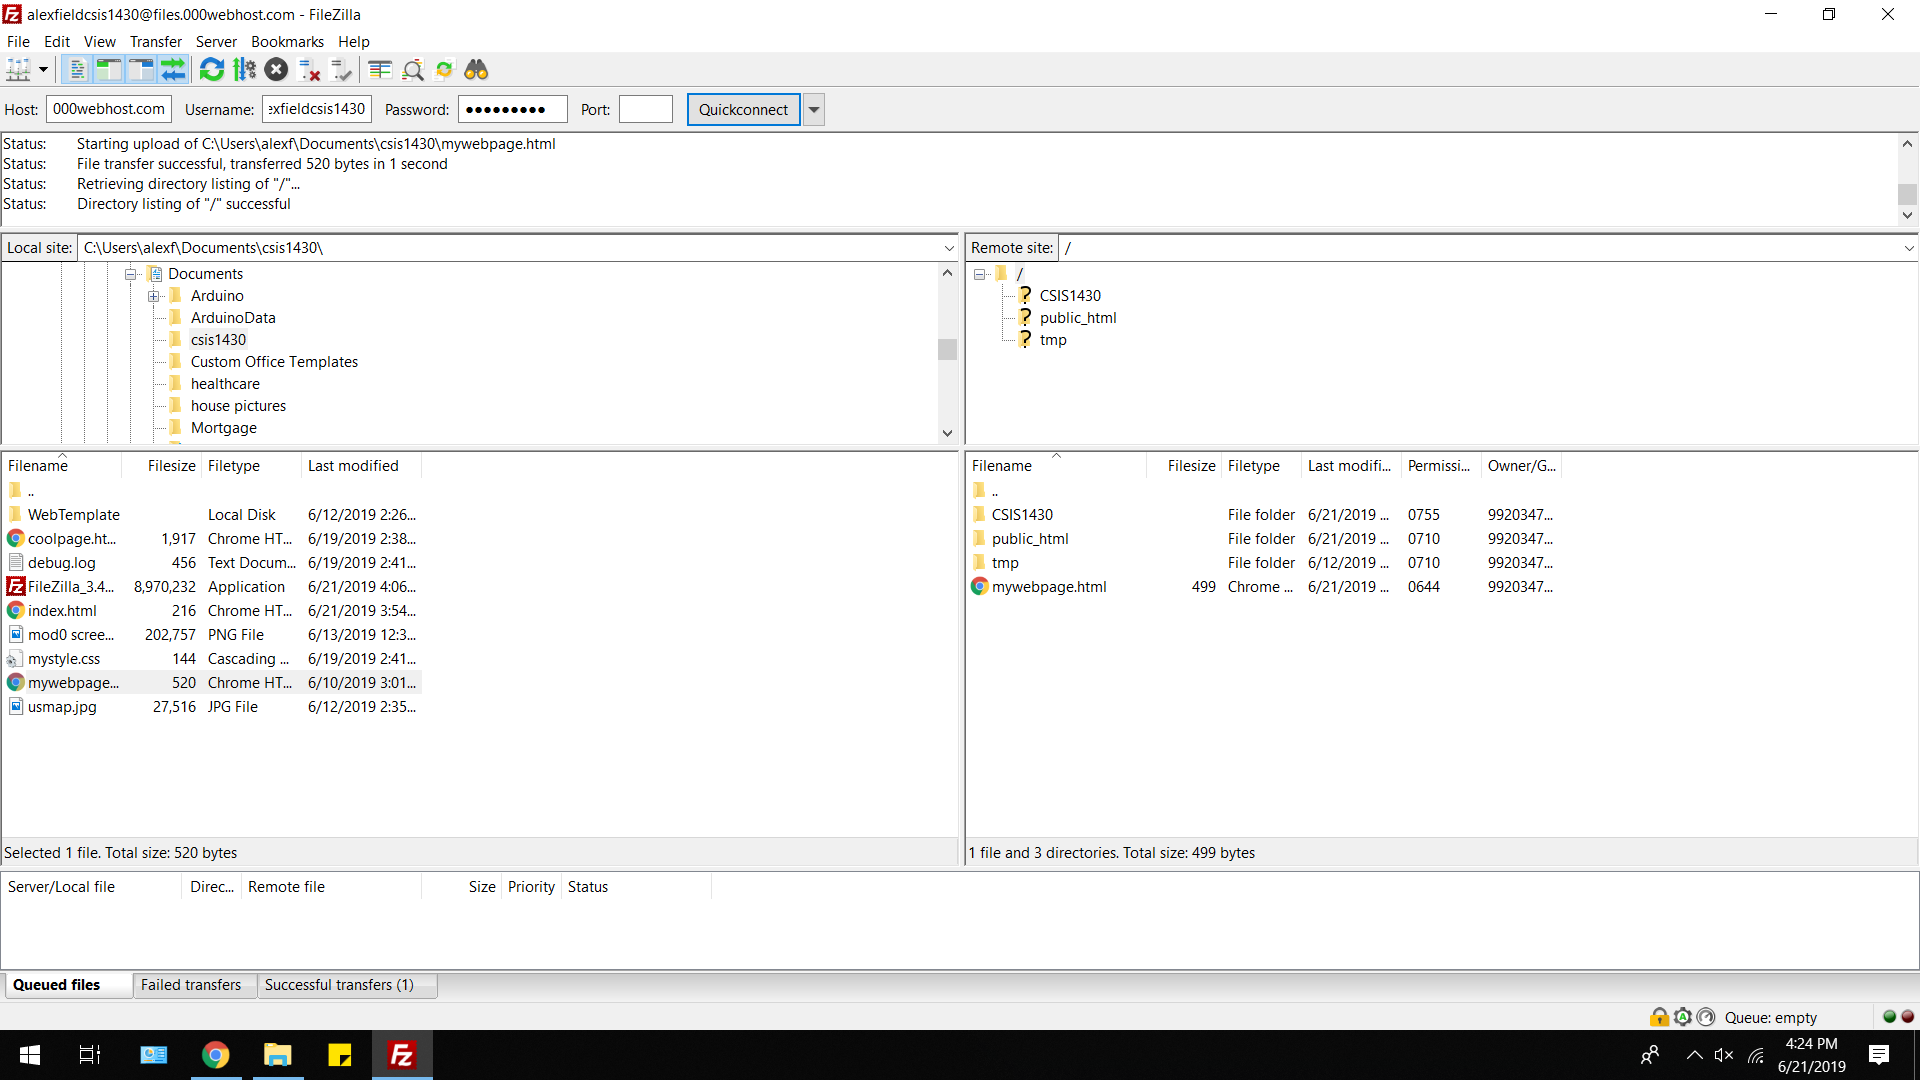 alexfieldcsis1430@files.000webhost.com - FileZilla
File Edit View Transfer Server Bookmarks Help
Host: 000webhost.com Username: exfieldcsis1430 Password: ●●●●●●●●● Port: Quickconnect
Status: Starting upload of C:\Users\alexf\Documents\csis1430\mywebpage.html
Status: File transfer successful, transferred 520 bytes in 1 second
Status: Retrieving directory listing of "/"...
Status: Directory listing of "/" successful
Local site: C:\Users\alexf\Documents\csis1430\
Documents
Arduino
ArduinoData
csis1430
Custom Office Templates
healthcare
house pictures
Mortgage
Remote site: /
/
CSIS1430
public_html
tmp
Filename Filesize Filetype Last modified
..
WebTemplate Local Disk 6/12/2019 2:26...
coolpage.ht... 1,917 Chrome HT... 6/19/2019 2:38...
debug.log 456 Text Docum... 6/19/2019 2:41...
FileZilla_3.4... 8,970,232 Application 6/21/2019 4:06...
index.html 216 Chrome HT... 6/21/2019 3:54...
mod0 scree... 202,757 PNG File 6/13/2019 12:3...
mystyle.css 144 Cascading ... 6/19/2019 2:41...
mywebpage... 520 Chrome HT... 6/10/2019 3:01...
usmap.jpg 27,516 JPG File 6/12/2019 2:35...
Selected 1 file. Total size: 520 bytes
Filename Filesize Filetype Last modifi... Permissi... Owner/G...
..
CSIS1430 File folder 6/21/2019 ... 0755 9920347...
public_html File folder 6/21/2019 ... 0710 9920347...
tmp File folder 6/12/2019 ... 0710 9920347...
mywebpage.html 499 Chrome ... 6/21/2019 ... 0644 9920347...
1 file and 3 directories. Total size: 499 bytes
Server/Local file Direc... Remote file Size Priority Status
Queued files Failed transfers Successful transfers (1)
Queue: empty
4:24 PM
6/21/2019